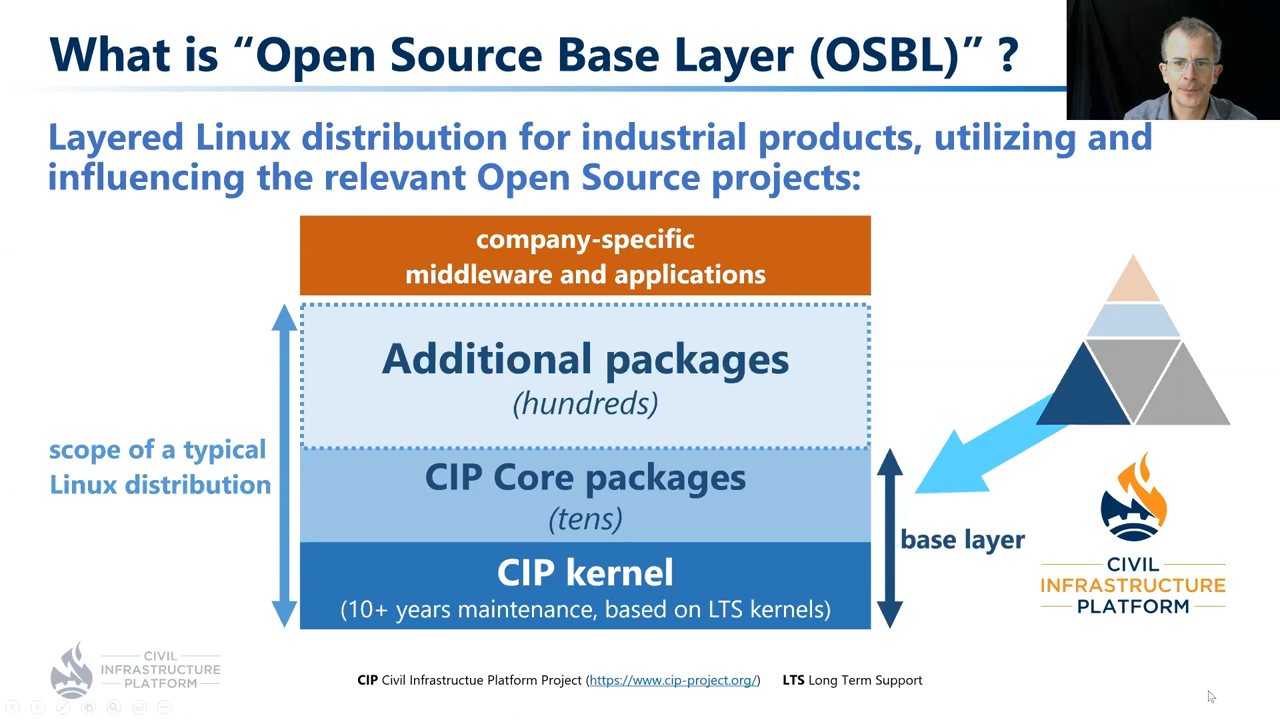 What is “Open Source Base Layer (OSBL)” ?
Layered Linux distribution for industrial products, utilizing and
influencing the relevant Open Source projects:
company-specific
middleware and applications
Additional packages
(hundreds)
scope of a typical
Linux distribution
CIP Core packages
(tens)
CIP kernel
(10+ years maintenance, based on LTS kernels)
base layer
CIVIL
INFRASTRUCTURE
PLATFORM
CIVIL
INFRASTRUCTURE
PLATFORM
CIP Civil Infrastructue Platform Project (https://www.cip-project.org/) LTS Long Term Support